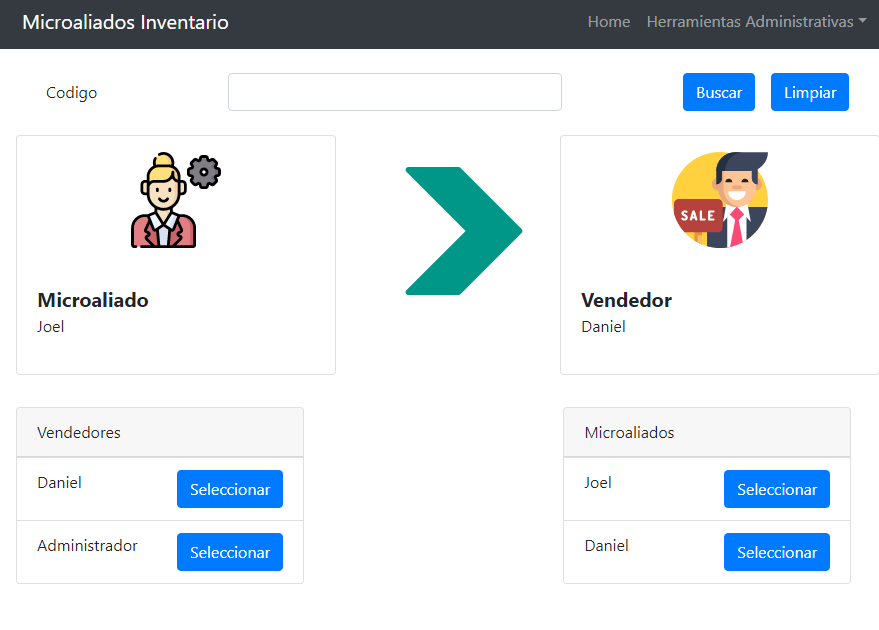 Microaliados Inventario
Home
Herramientas Administrativas
Codigo
Buscar
Limpiar
Microaliado
Joel
SALE
Vendedor
Daniel
Vendedores
Daniel
Seleccionar
Administrador
Seleccionar
Microaliados
Joel
Seleccionar
Daniel
Seleccionar